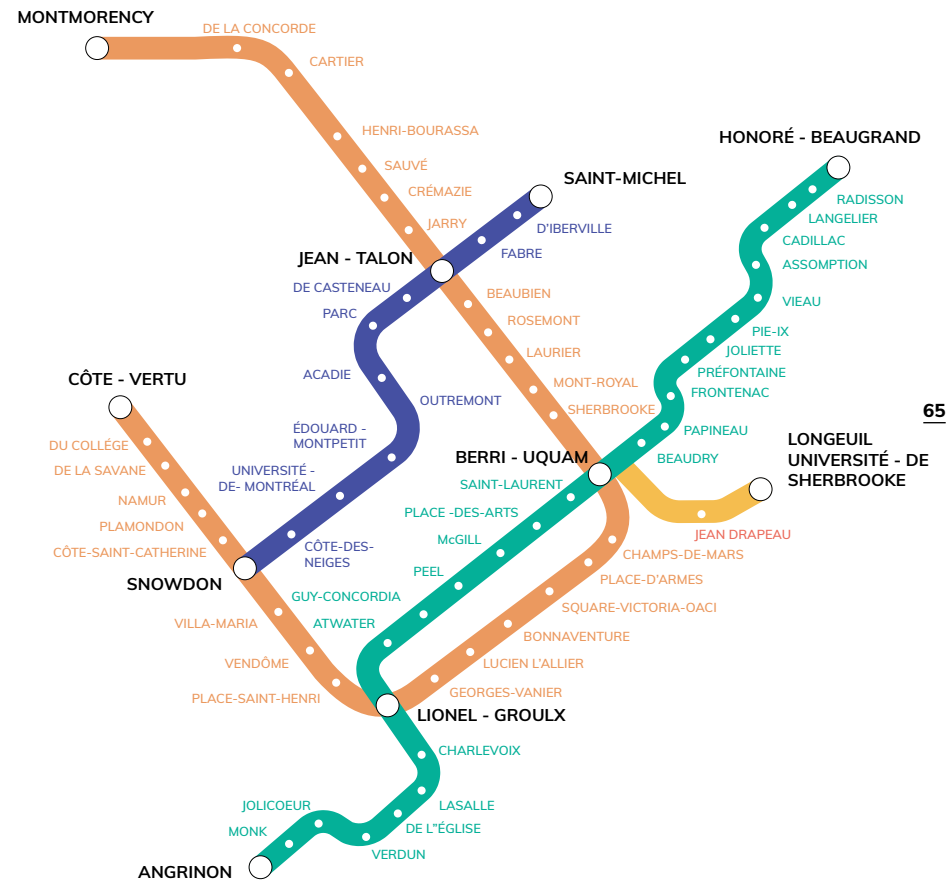 MONTMORENCY
DE LA CONCORDE
CARTIER
HENRI-BOURASSA
SAUVÉ
CRÉMAZIE
JARRY
HONORÉ - BEAUGRAND
RADISSON
LANGELIER
CADILLAC
ASSOMPTION
VIEAU
PIE-IX
JOLIETTE
PRÉFONTAINE
FRONTENAC
PAPINEAU
BEAUDRY
SAINT-MICHEL
D'IBERVILLE
FABRE
JEAN - TALON
DE CASTENEAU
PARC
ACADIE
OUTREMONT
ÉDOUARD -
MONTPETIT
UNIVERSITÉ -
DE- MONTRÉAL
CÔTE-DES-
NEIGES
BEAUBIEN
ROSEMONT
LAURIER
MONT-ROYAL
SHERBROOKE
CÔTE - VERTU
DU COLLÉGE
DE LA SAVANE
NAMUR
PLAMONDON
CÔTE-SAINT-CATHERINE
SNOWDON
VILLA-MARIA
VENDÔME
PLACE-SAINT-HENRI
65
LONGEUIL
UNIVERSITÉ - DE
SHERBROOKE
JEAN DRAPEAU
BERRI - UQUAM
SAINT-LAURENT
PLACE -DES-ARTS
McGILL
PEEL
GUY-CONCORDIA
ATWATER
CHAMPS-DE-MARS
PLACE-D'ARMES
SQUARE-VICTORIA-OACI
BONNAVENTURE
LUCIEN L'ALLIER
GEORGES-VANIER
LIONEL - GROULX
CHARLEVOIX
LASALLE
DE L"ÉGLISE
VERDUN
JOLICOEUR
MONK
ANGRINON